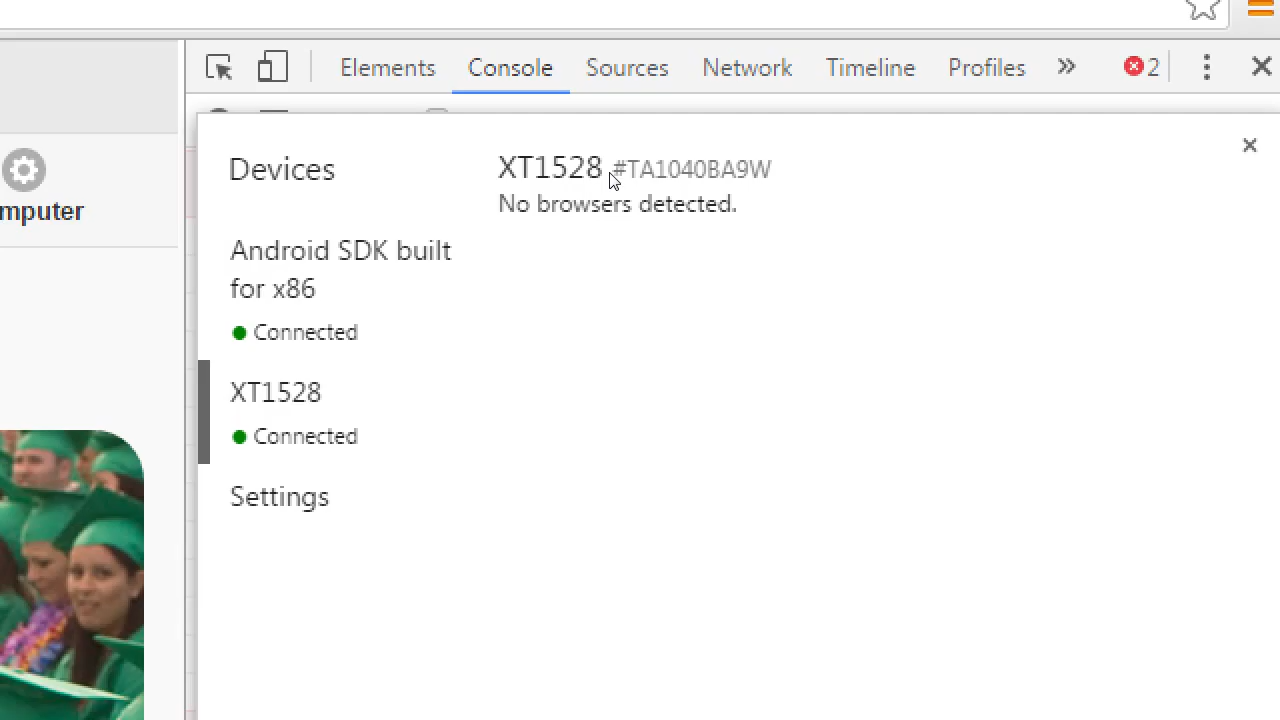 Elements Console Sources Network Timeline Profiles » 2
mputer
Devices
Android SDK built
for x86
Connected
XT1528
Connected
Settings
XT1528 #TA1040BA9W
No browsers detected.